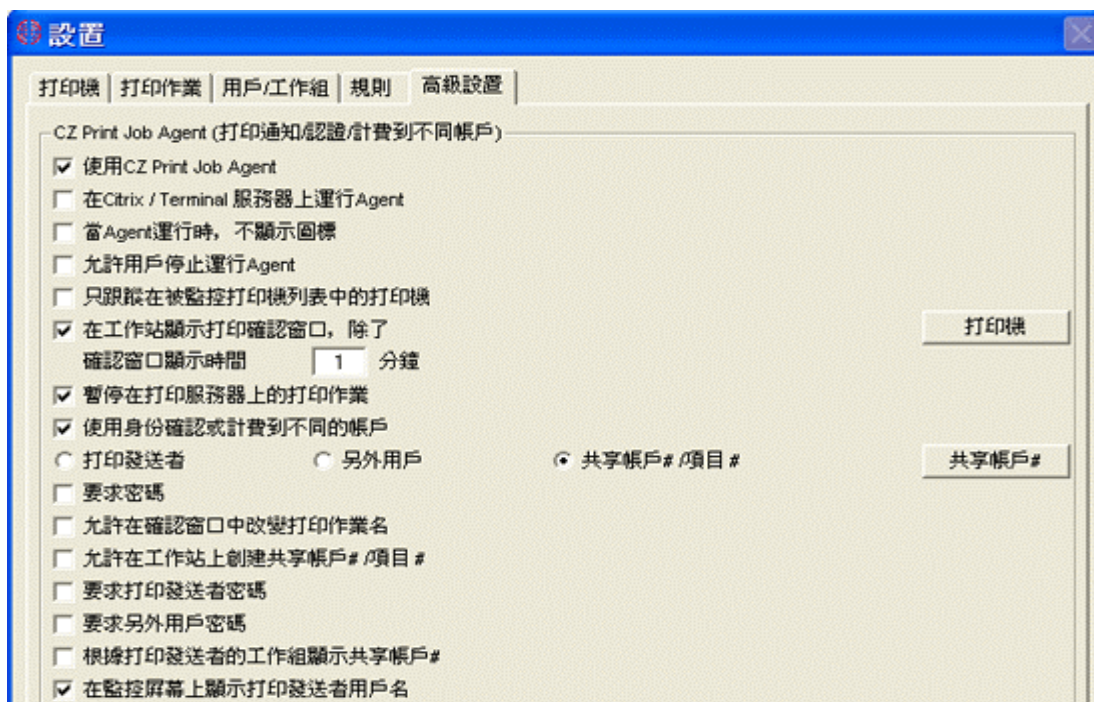 設置
打印機 打印作業 用戶/工作組 規則 高級設置
CZ Print Job Agent (打印通知/認證/計費到不同帳戶)
使用CZ Print Job Agent
在Citrix / Terminal 服務器上運行Agent
當Agent運行時，不顯示圖標
允許用戶停止運行Agent
只跟蹤在被監控打印機列表中的打印機
在工作站顯示打印確認窗口，除了 打印機
確認窗口顯示時間 1 分鐘
暫停在打印服務器上的打印作業
使用身份確認或計費到不同的帳戶
打印發送者 另外用戶 共享帳戶# /項目 # 共享帳戶#
要求密碼
允許在確認窗口中改變打印作業名
允許在工作站上創建共享帳戶# /項目 #
要求打印發送者密碼
要求另外用戶密碼
根據打印發送者的工作組顯示共享帳戶#
在監控屏幕上顯示打印發送者用戶名